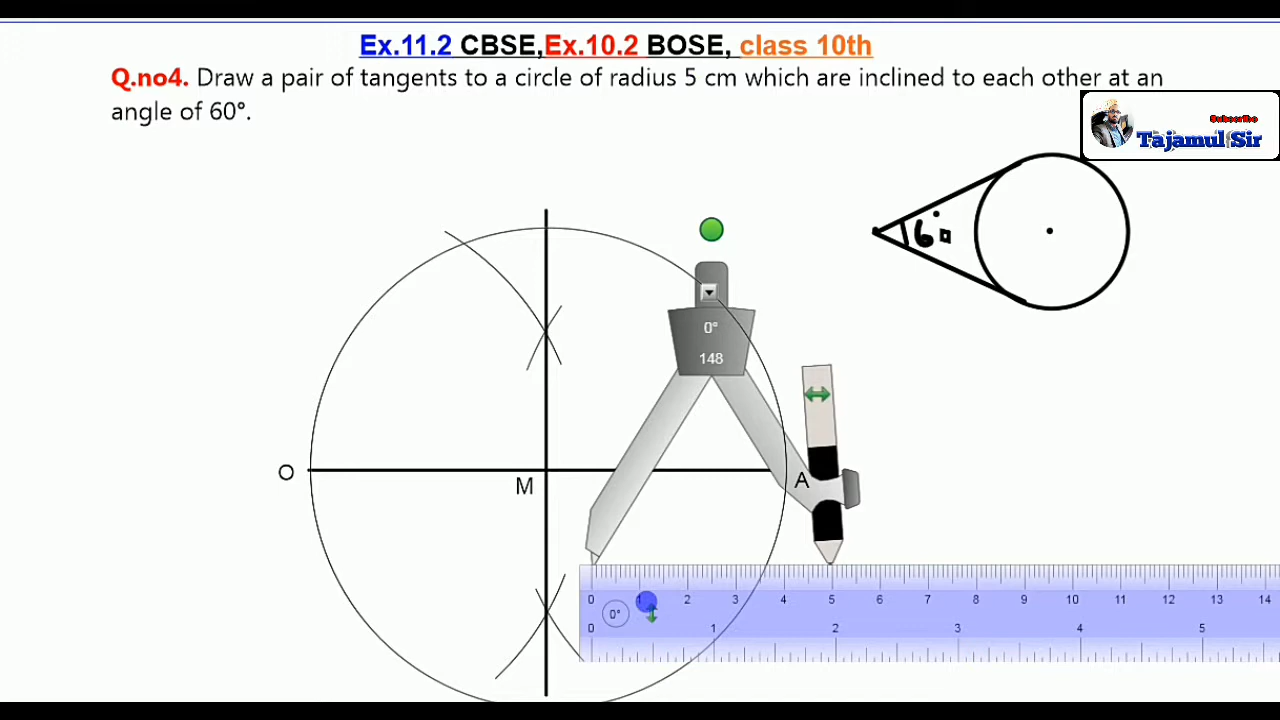 Ex.11.2 CBSE,Ex.10.2 BOSE, class 10th
Q.no4. Draw a pair of tangents to a circle of radius 5 cm which are inclined to each other at an
angle of 60°.
Subscribe
Tajamul Sir
60°
0°
148
O
M
A
0 1 2 3 4 5 6 7 8 9 10 11 12 13 14
0°
0 1 2 3 4 5